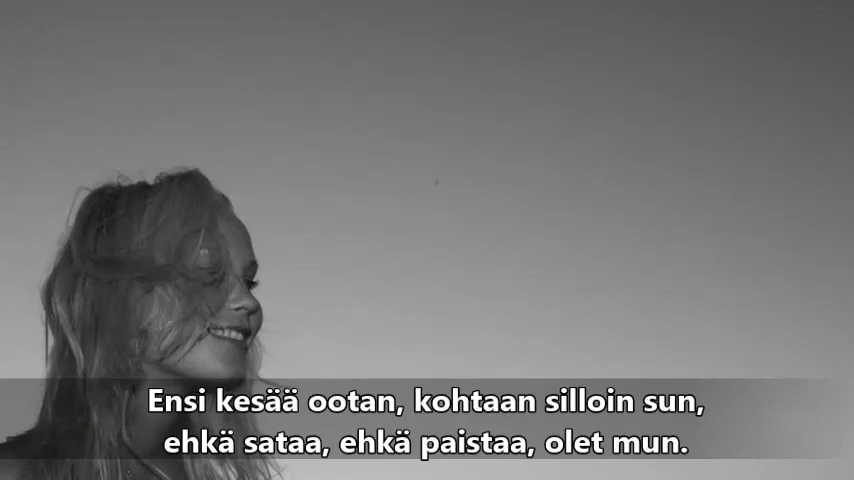 Ensi kesää ootan, kohtaan silloin sun,
ehkä sataa, ehkä paistaa, olet mun.